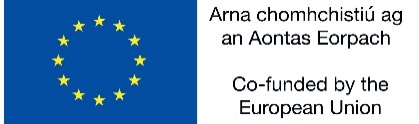 Arna chomhchistiú ag
an Aontas Eorpach
Co-funded by the
European Union